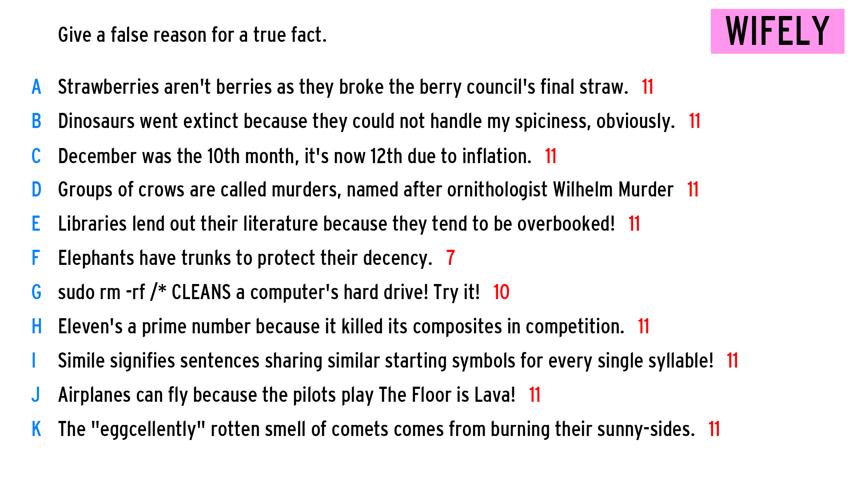 Give a false reason for a true fact.
WIFELY
A Strawberries aren't berries as they broke the berry council's final straw. 11
B Dinosaurs went extinct because they could not handle my spiciness, obviously. 11
C December was the 10th month, it's now 12th due to inflation. 11
D Groups of crows are called murders, named after ornithologist Wilhelm Murder 11
E Libraries lend out their literature because they tend to be overbooked! 11
F Elephants have trunks to protect their decency. 7
G sudo rm -rf /* CLEANS a computer's hard drive! Try it! 10
H Eleven's a prime number because it killed its composites in competition. 11
I Simile signifies sentences sharing similar starting symbols for every single syllable! 11
J Airplanes can fly because the pilots play The Floor is Lava! 11
K The "eggcellently" rotten smell of comets comes from burning their sunny-sides. 11